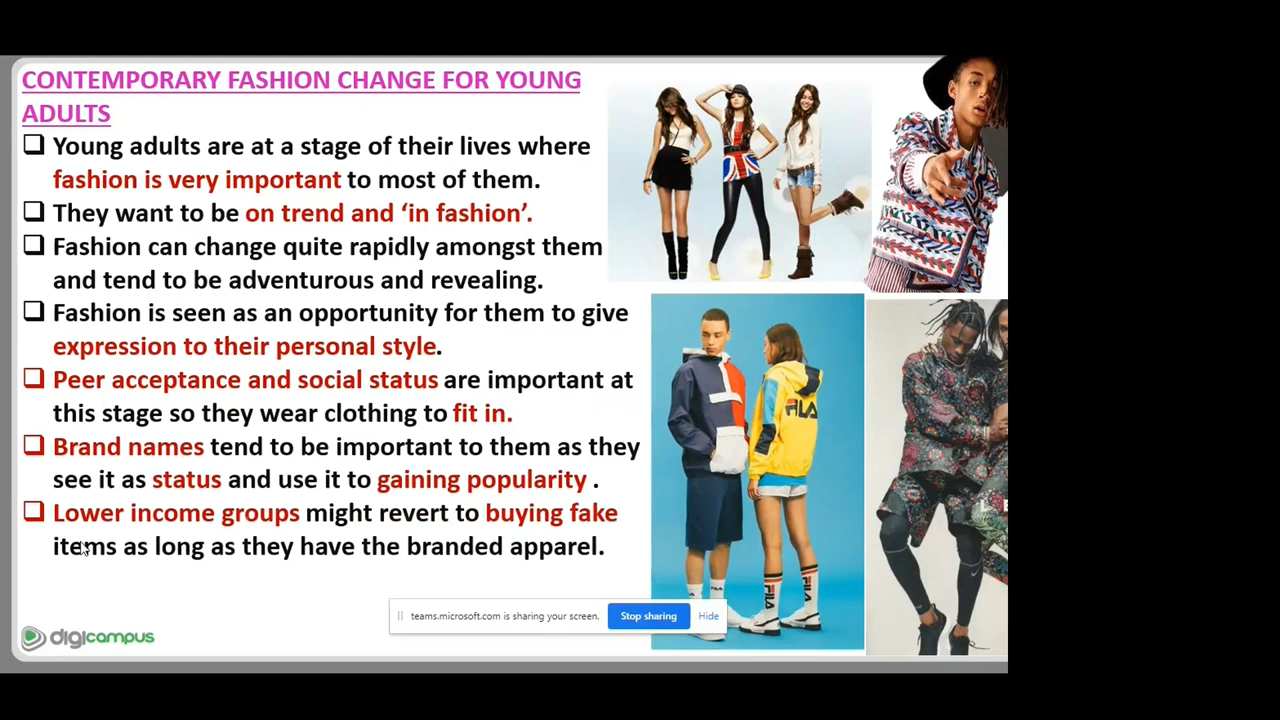 CONTEMPORARY FASHION CHANGE FOR YOUNG
ADULTS
Young adults are at a stage of their lives where
fashion is very important to most of them.
They want to be on trend and ‘in fashion’.
Fashion can change quite rapidly amongst them
and tend to be adventurous and revealing.
Fashion is seen as an opportunity for them to give
expression to their personal style.
Peer acceptance and social status are important at
this stage so they wear clothing to fit in.
Brand names tend to be important to them as they
see it as status and use it to gaining popularity .
Lower income groups might revert to buying fake
items as long as they have the branded apparel.
FILA
FILA
FILA
FILA
teams.microsoft.com is sharing your screen.
Stop sharing
Hide
digicampus